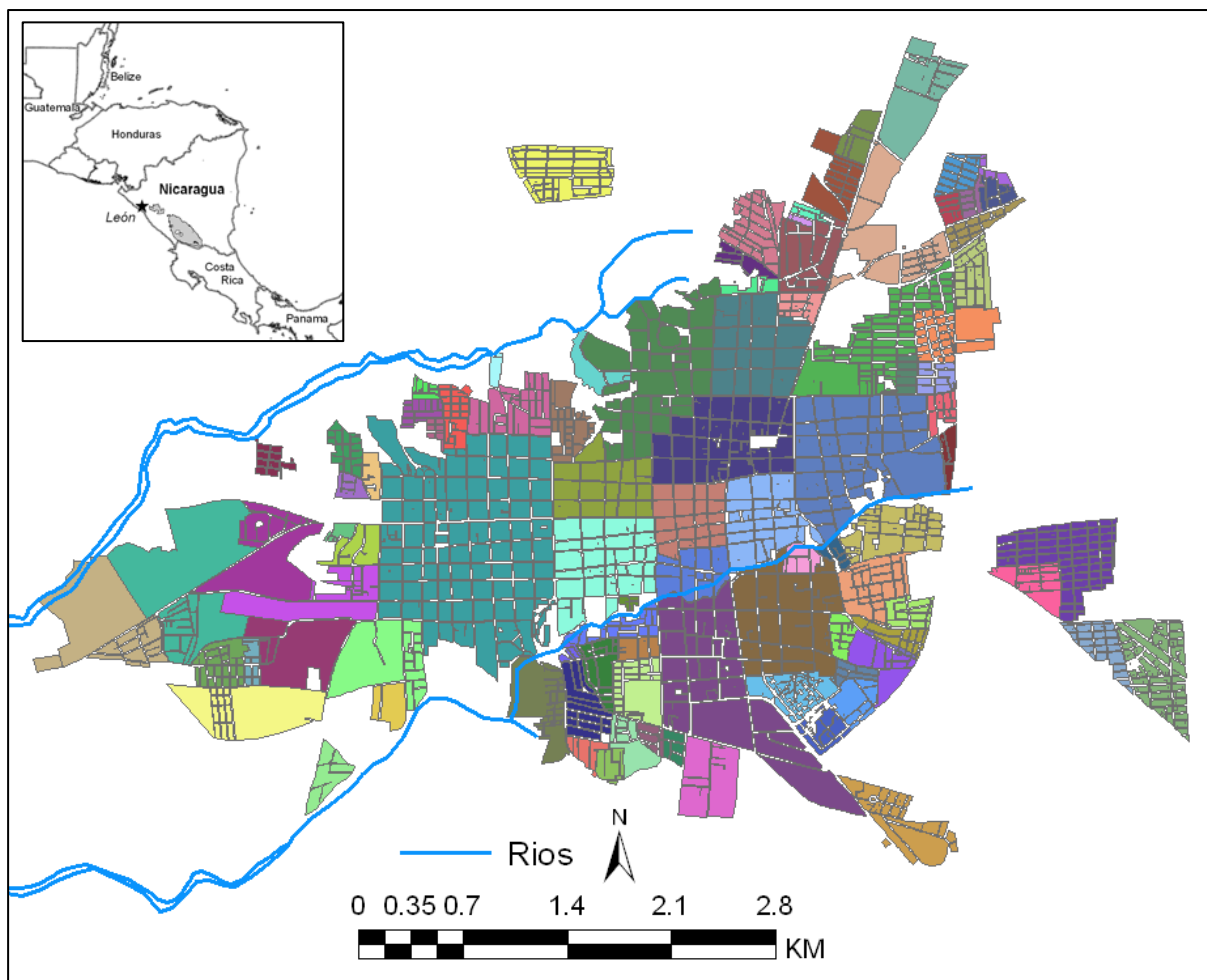 Belize
Guatemala
Honduras
Nicaragua
León
Costa
Rica
Panama
N
Rios
0 0.35 0.7 1.4 2.1 2.8
KM